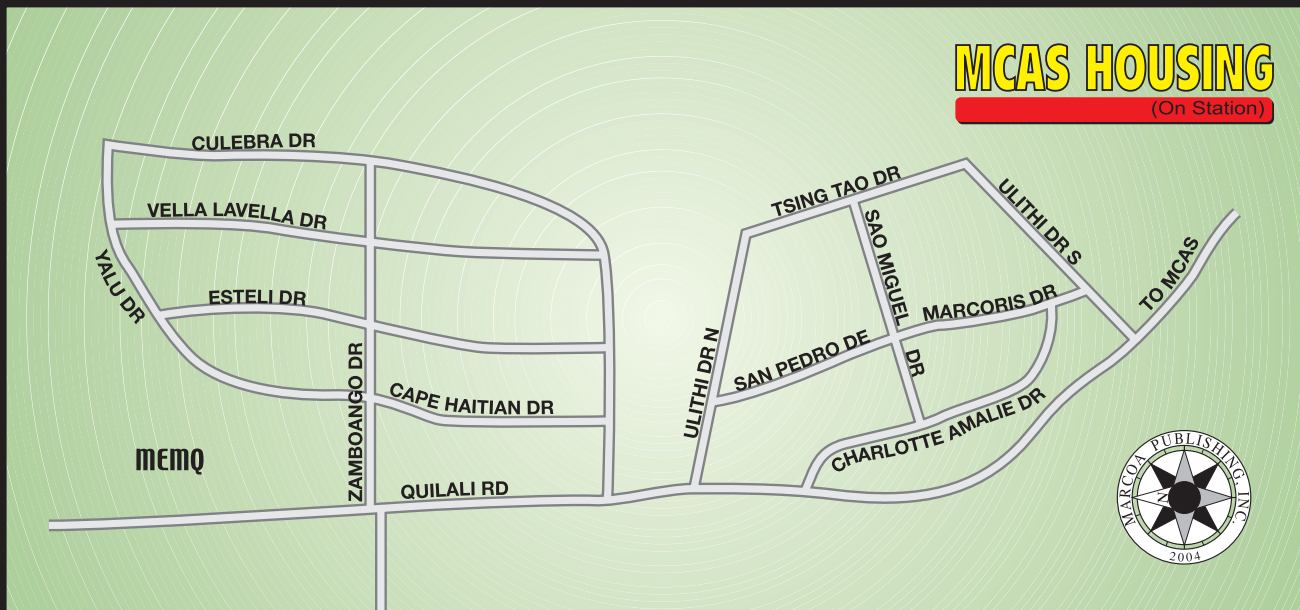 MCAS HOUSING
(On Station)
CULEBRA DR
VELLA LAVELLA DR
YALU DR
ESTELI DR
ZAMBOANGO DR
CAPE HAITIAN DR
MEMQ
QUILALI RD
TSING TAO DR
ULITHI DR S
SAO MIGUEL DR
TO MCAS
MARCORIS DR
SAN PEDRO DE
ULITHI DR N
CHARLOTTE AMALIE DR
MARCOA PUBLISHING, INC.
N
2004